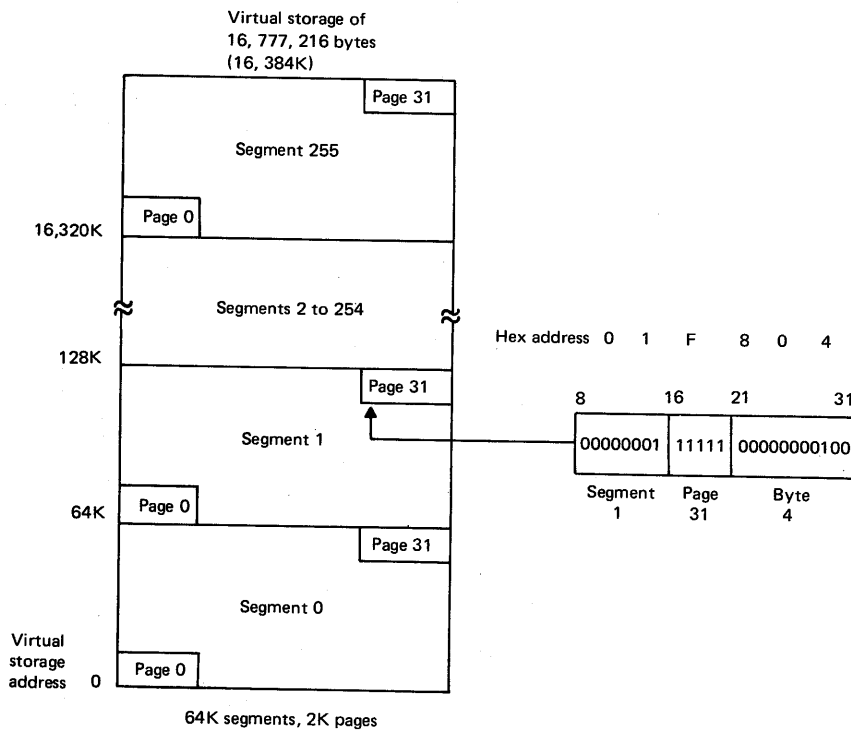 Virtual storage of
16, 777, 216 bytes
(16, 384K)
Page 31
Segment 255
Page 0
16,320K
Segments 2 to 254
128K
Page 31
Segment 1
Page 0
64K
Page 31
Segment 0
Page 0
Virtual
storage
address 0
64K segments, 2K pages
Hex address 0 1 F 8 0 4
8 16 21 31
00000001 11111 00000000100
Segment Page Byte
1 31 4